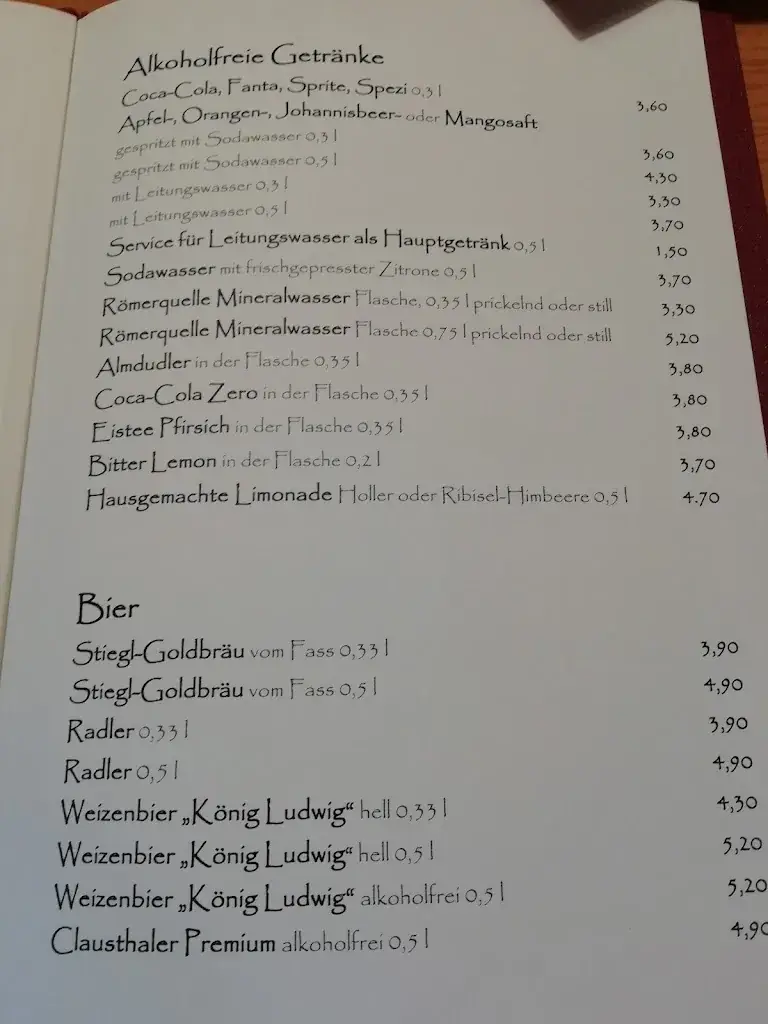 Alkoholfreie Getränke
Coca-Cola, Fanta, Sprite, Spezi 0,3 l 3,60
Apfel-, Orangen-, Johannisbeer- oder Mangosaft
gespritzt mit Sodawasser 0,3 l 3,60
gespritzt mit Sodawasser 0,5 l 4,30
mit Leitungswasser 0,3 l 3,30
mit Leitungswasser 0,5 l 3,70
Service für Leitungswasser als Hauptgetränk 0,5 l 1,50
Sodawasser mit frischgepresster Zitrone 0,5 l 3,70
Römerquelle Mineralwasser Flasche, 0,35 l prickelnd oder still 3,30
Römerquelle Mineralwasser Flasche 0,75 l prickelnd oder still 5,20
Almdudler in der Flasche 0,35 l 3,80
Coca-Cola Zero in der Flasche 0,35 l 3,80
Eistee Pfirsich in der Flasche 0,35 l 3,80
Bitter Lemon in der Flasche 0,2 l 3,70
Hausgemachte Limonade Holler oder Ribisel-Himbeere 0,5 l 4.70
Bier
Stiegl-Goldbräu vom Fass 0,33 l 3,90
Stiegl-Goldbräu vom Fass 0,5 l 4,90
Radler 0,33 l 3,90
Radler 0,5 l 4,90
Weizenbier „König Ludwig“ hell 0,33 l 4,30
Weizenbier „König Ludwig“ hell 0,5 l 5,20
Weizenbier „König Ludwig“ alkoholfrei 0,5 l 5,20
Clausthaler Premium alkoholfrei 0,5 l 4,90